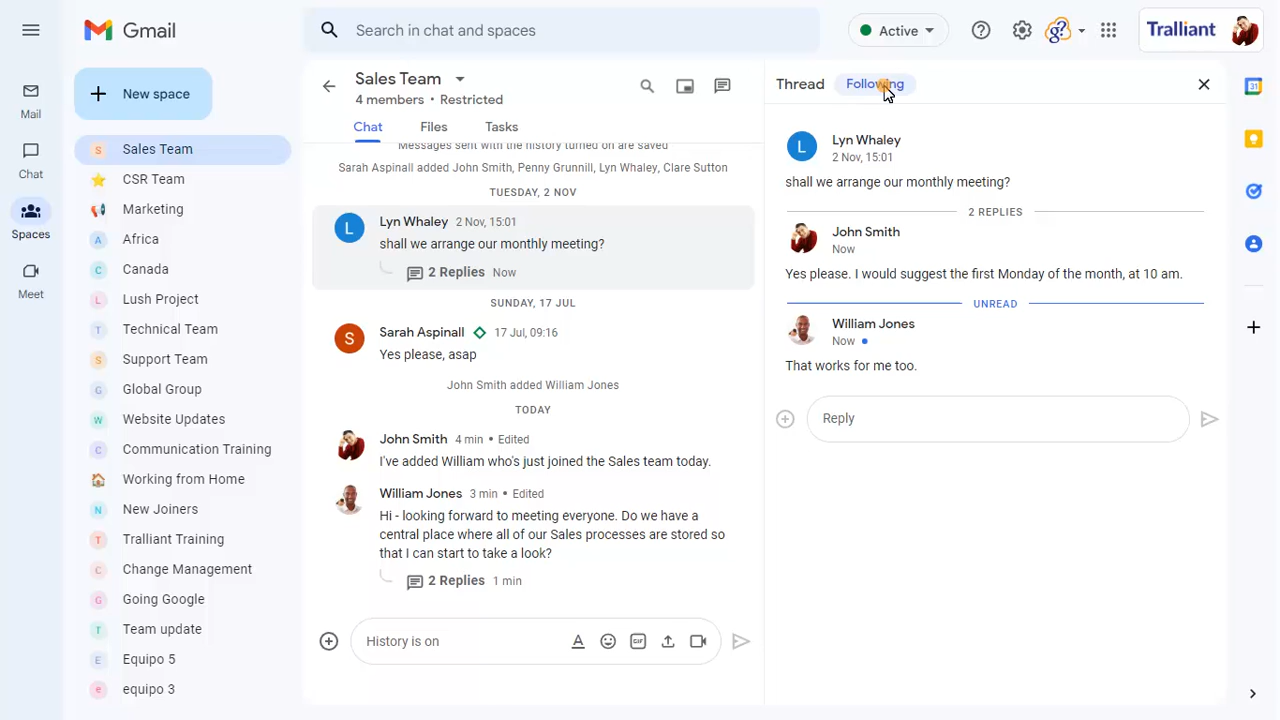 Gmail
Search in chat and spaces
Active
Tralliant
Mail
Chat
Spaces
Meet
New space
Sales Team
CSR Team
Marketing
Africa
Canada
Lush Project
Technical Team
Support Team
Global Group
Website Updates
Communication Training
Working from Home
New Joiners
Tralliant Training
Change Management
Going Google
Team update
Equipo 5
equipo 3
Sales Team
4 members • Restricted
Chat Files Tasks
Messages sent with the history turned on are saved
Sarah Aspinall added John Smith, Penny Grunnill, Lyn Whaley, Clare Sutton
TUESDAY, 2 NOV
L
Lyn Whaley 2 Nov, 15:01
shall we arrange our monthly meeting?
2 Replies Now
SUNDAY, 17 JUL
S
Sarah Aspinall 17 Jul, 09:16
Yes please, asap
John Smith added William Jones
TODAY
John Smith 4 min • Edited
I've added William who's just joined the Sales team today.
William Jones 3 min • Edited
Hi - looking forward to meeting everyone. Do we have a
central place where all of our Sales processes are stored so
that I can start to take a look?
2 Replies 1 min
History is on
GIF
Thread Following
L
Lyn Whaley
2 Nov, 15:01
shall we arrange our monthly meeting?
2 REPLIES
John Smith
Now
Yes please. I would suggest the first Monday of the month, at 10 am.
UNREAD
William Jones
Now
That works for me too.
Reply
31